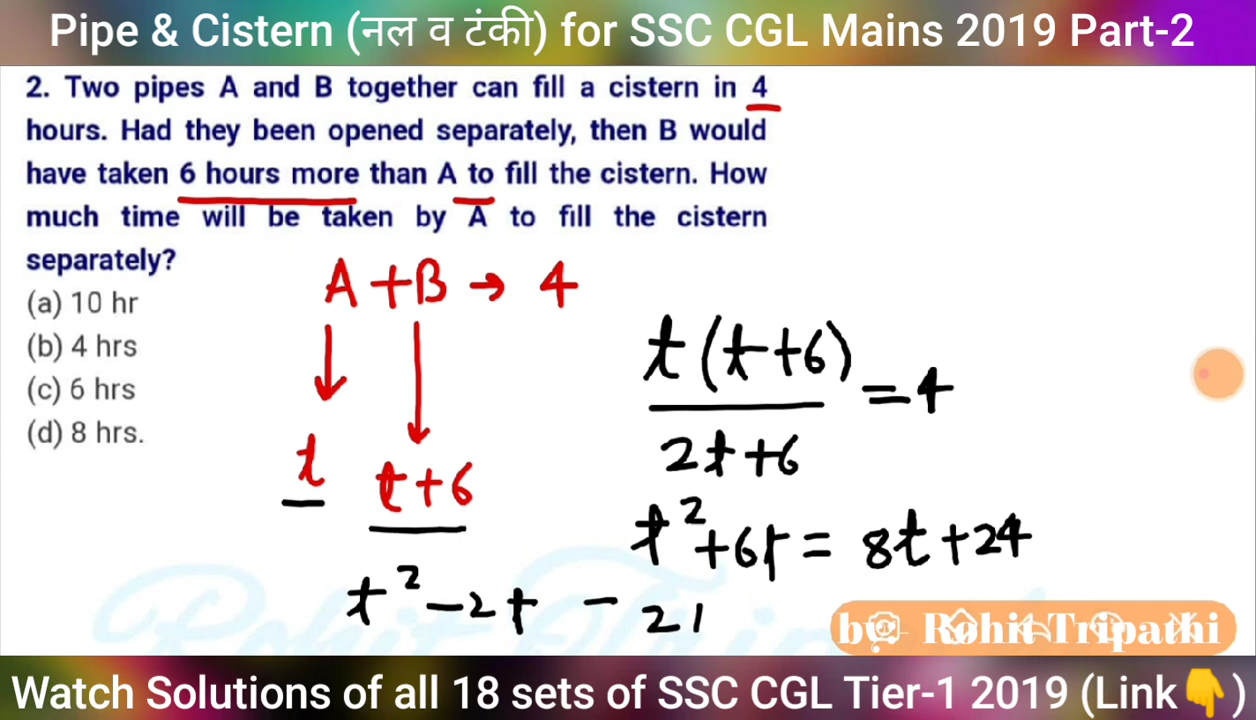 Pipe & Cistern (नल व टंकी) for SSC CGL Mains 2019 Part-2
2. Two pipes A and B together can fill a cistern in 4
hours. Had they been opened separately, then B would
have taken 6 hours more than A to fill the cistern. How
much time will be taken by A to fill the cistern
separately?
(a) 10 hr
(b) 4 hrs
(c) 6 hrs
(d) 8 hrs.
A + B → 4
t
t+6
t(t+6)
= 4
2t+6
t² + 6t = 8t + 24
t² - 2t - 21
by: Rohit Tripathi
Watch Solutions of all 18 sets of SSC CGL Tier-1 2019 (Link👇)